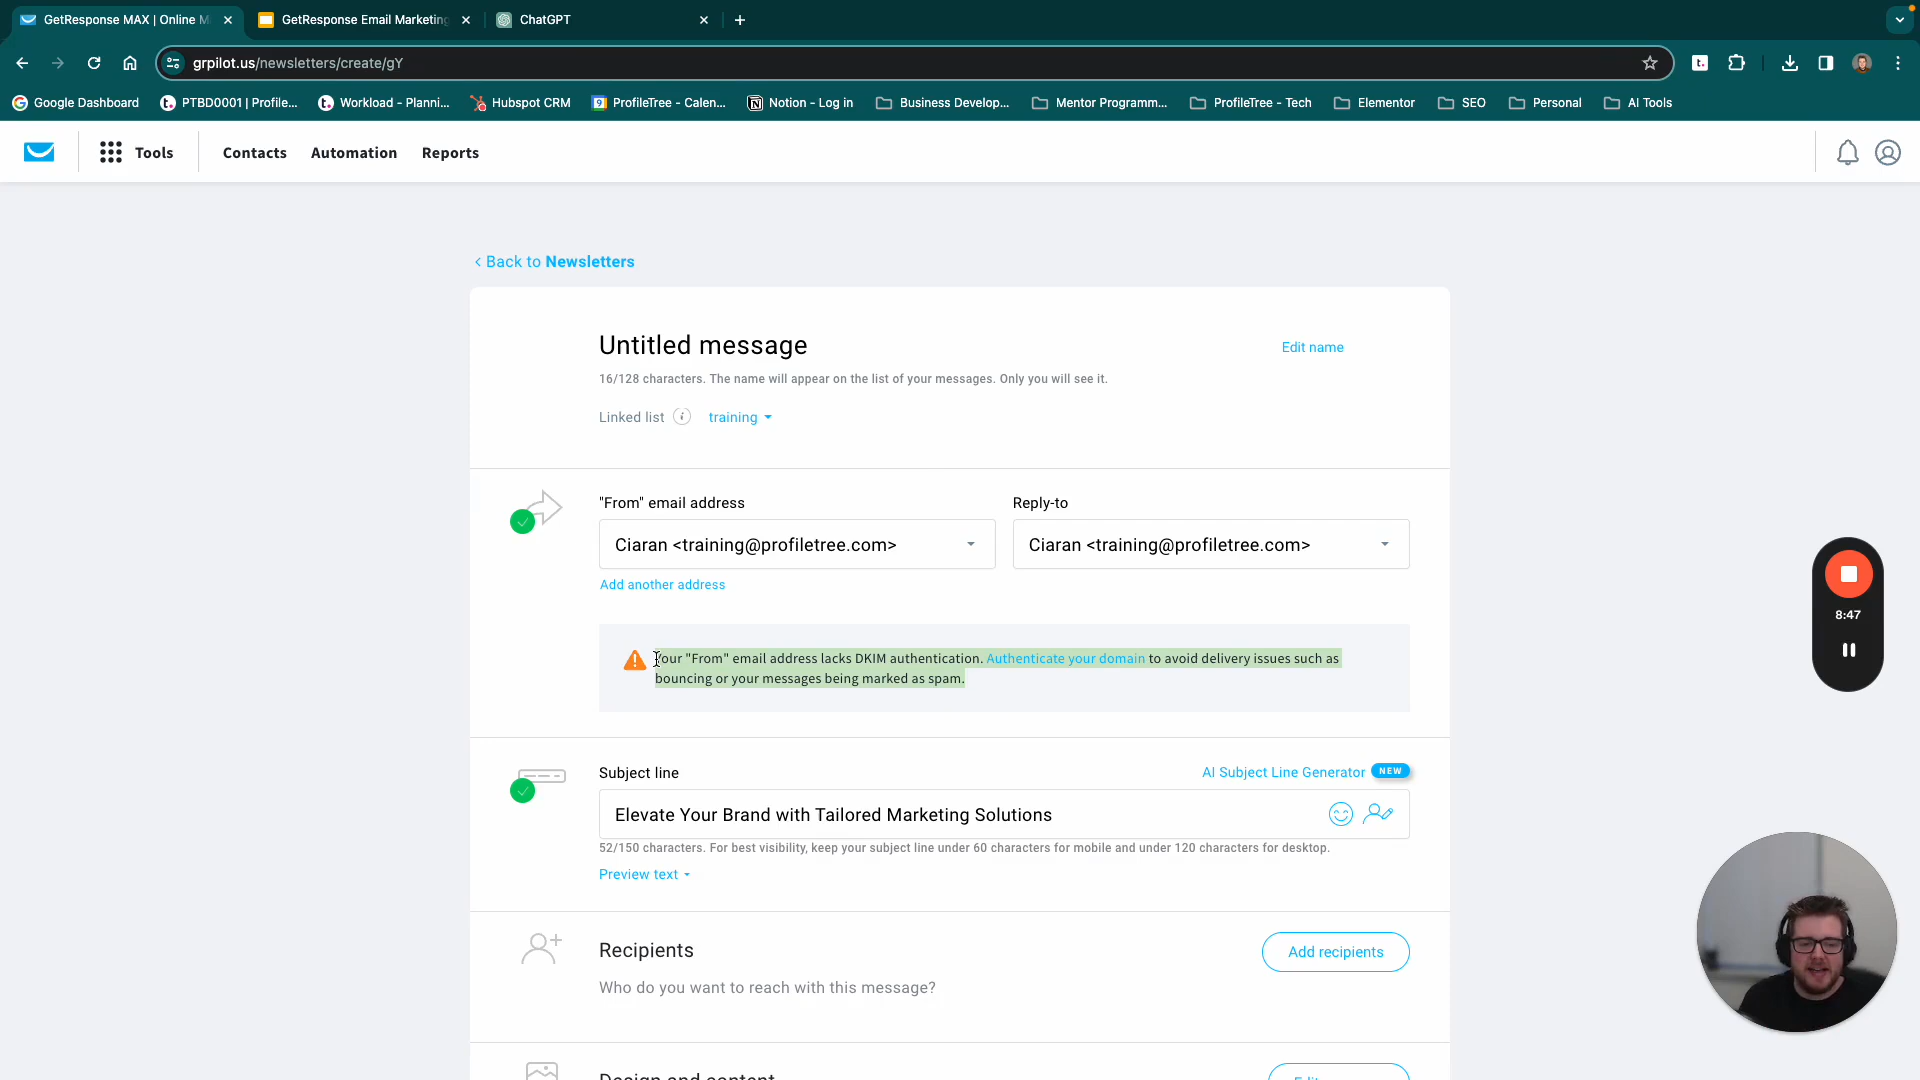 GetResponse MAX | Online M
GetResponse Email Marketing
ChatGPT
grpilot.us/newsletters/create/gY
Google Dashboard
PTBD0001 | Profile...
Workload - Planni...
Hubspot CRM
ProfileTree - Calen...
Notion - Log in
Business Develop...
Mentor Programm...
ProfileTree - Tech
Elementor
SEO
Personal
AI Tools
Tools
Contacts
Automation
Reports
Back to Newsletters
Untitled message
Edit name
16/128 characters. The name will appear on the list of your messages. Only you will see it.
Linked list
training
"From" email address
Reply-to
Ciaran <training@profiletree.com>
Ciaran <training@profiletree.com>
Add another address
Your "From" email address lacks DKIM authentication. Authenticate your domain to avoid delivery issues such as
bouncing or your messages being marked as spam.
8:47
Subject line
AI Subject Line Generator NEW
Elevate Your Brand with Tailored Marketing Solutions
52/150 characters. For best visibility, keep your subject line under 60 characters for mobile and under 120 characters for desktop.
Preview text
Recipients
Add recipients
Who do you want to reach with this message?
Design and content